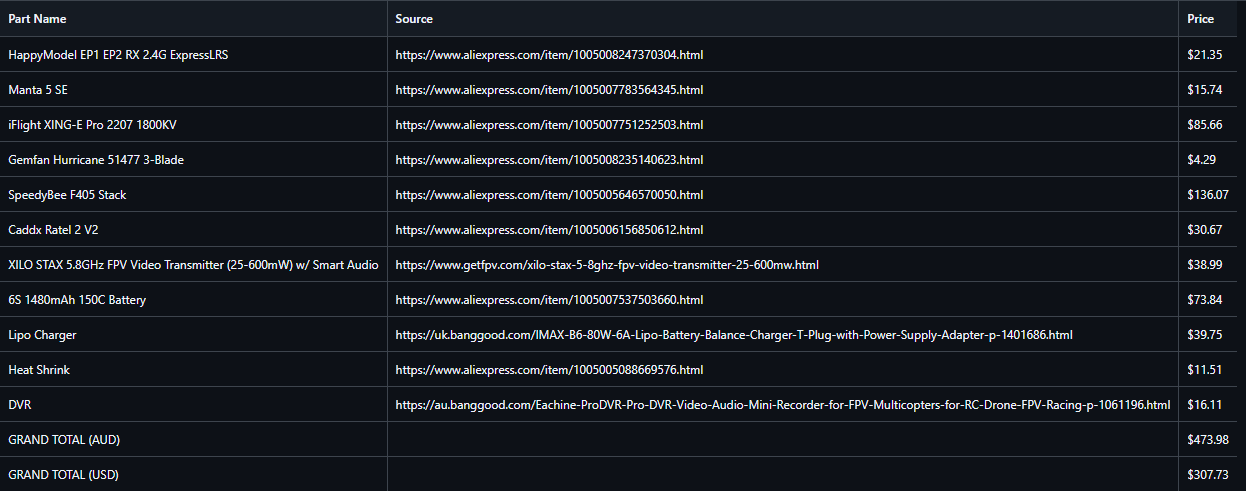 Part Name Source Price
HappyModel EP1 EP2 RX 2.4G ExpressLRS https://www.aliexpress.com/item/1005008247370304.html $21.35
Manta 5 SE https://www.aliexpress.com/item/1005007783564345.html $15.74
iFlight XING-E Pro 2207 1800KV https://www.aliexpress.com/item/1005007751252503.html $85.66
Gemfan Hurricane 51477 3-Blade https://www.aliexpress.com/item/1005008235140623.html $4.29
SpeedyBee F405 Stack https://www.aliexpress.com/item/1005005646570050.html $136.07
Caddx Ratel 2 V2 https://www.aliexpress.com/item/1005006156850612.html $30.67
XILO STAX 5.8GHz FPV Video Transmitter (25-600mW) w/ Smart Audio https://www.getfpv.com/xilo-stax-5-8ghz-fpv-video-transmitter-25-600mw.html $38.99
6S 1480mAh 150C Battery https://www.aliexpress.com/item/1005007537503660.html $73.84
Lipo Charger https://uk.banggood.com/IMAX-B6-80W-6A-Lipo-Battery-Balance-Charger-T-Plug-with-Power-Supply-Adapter-p-1401686.html $39.75
Heat Shrink https://www.aliexpress.com/item/1005005088669576.html $11.51
DVR https://au.banggood.com/Eachine-ProDVR-Pro-DVR-Video-Audio-Mini-Recorder-for-FPV-Multicopters-for-RC-Drone-FPV-Racing-p-1061196.html $16.11
GRAND TOTAL (AUD) $473.98
GRAND TOTAL (USD) $307.73